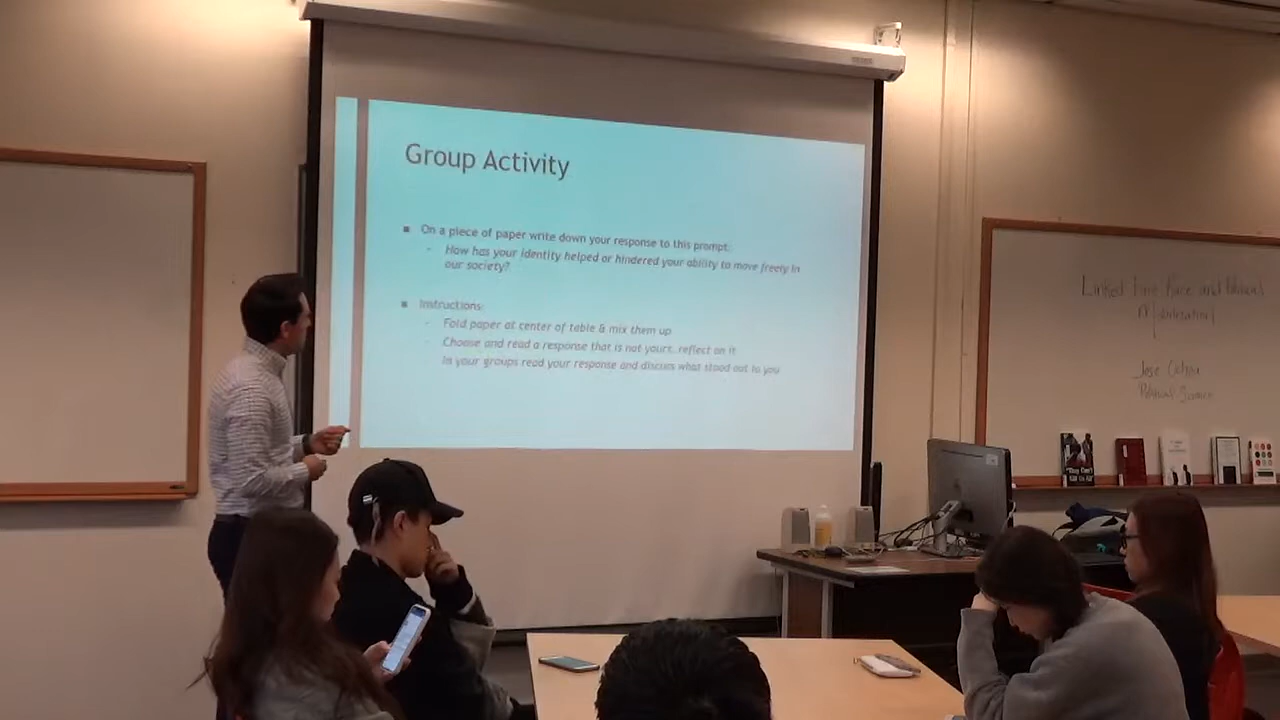 Group Activity
On a piece of paper write down your response to this prompt:
- How has your identity helped or hindered your ability to move freely in
our society?
Instructions:
- Fold paper at center of table & mix them up
- Choose and read a response that is not yours, reflect on it
In your groups read your response and discuss what stood out to you
Linked Fate Race and Political
Jose
Political Science